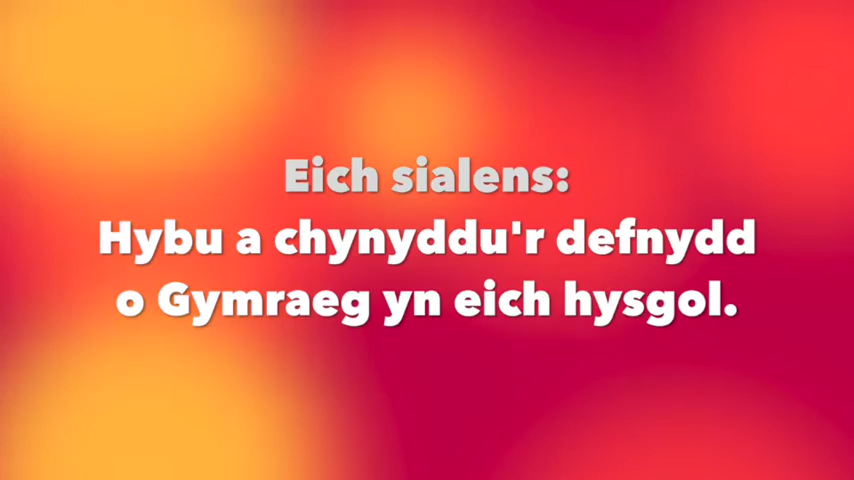 Eich sialens:
Hybu a chynyddu'r defnydd
o Gymraeg yn eich hysgol.